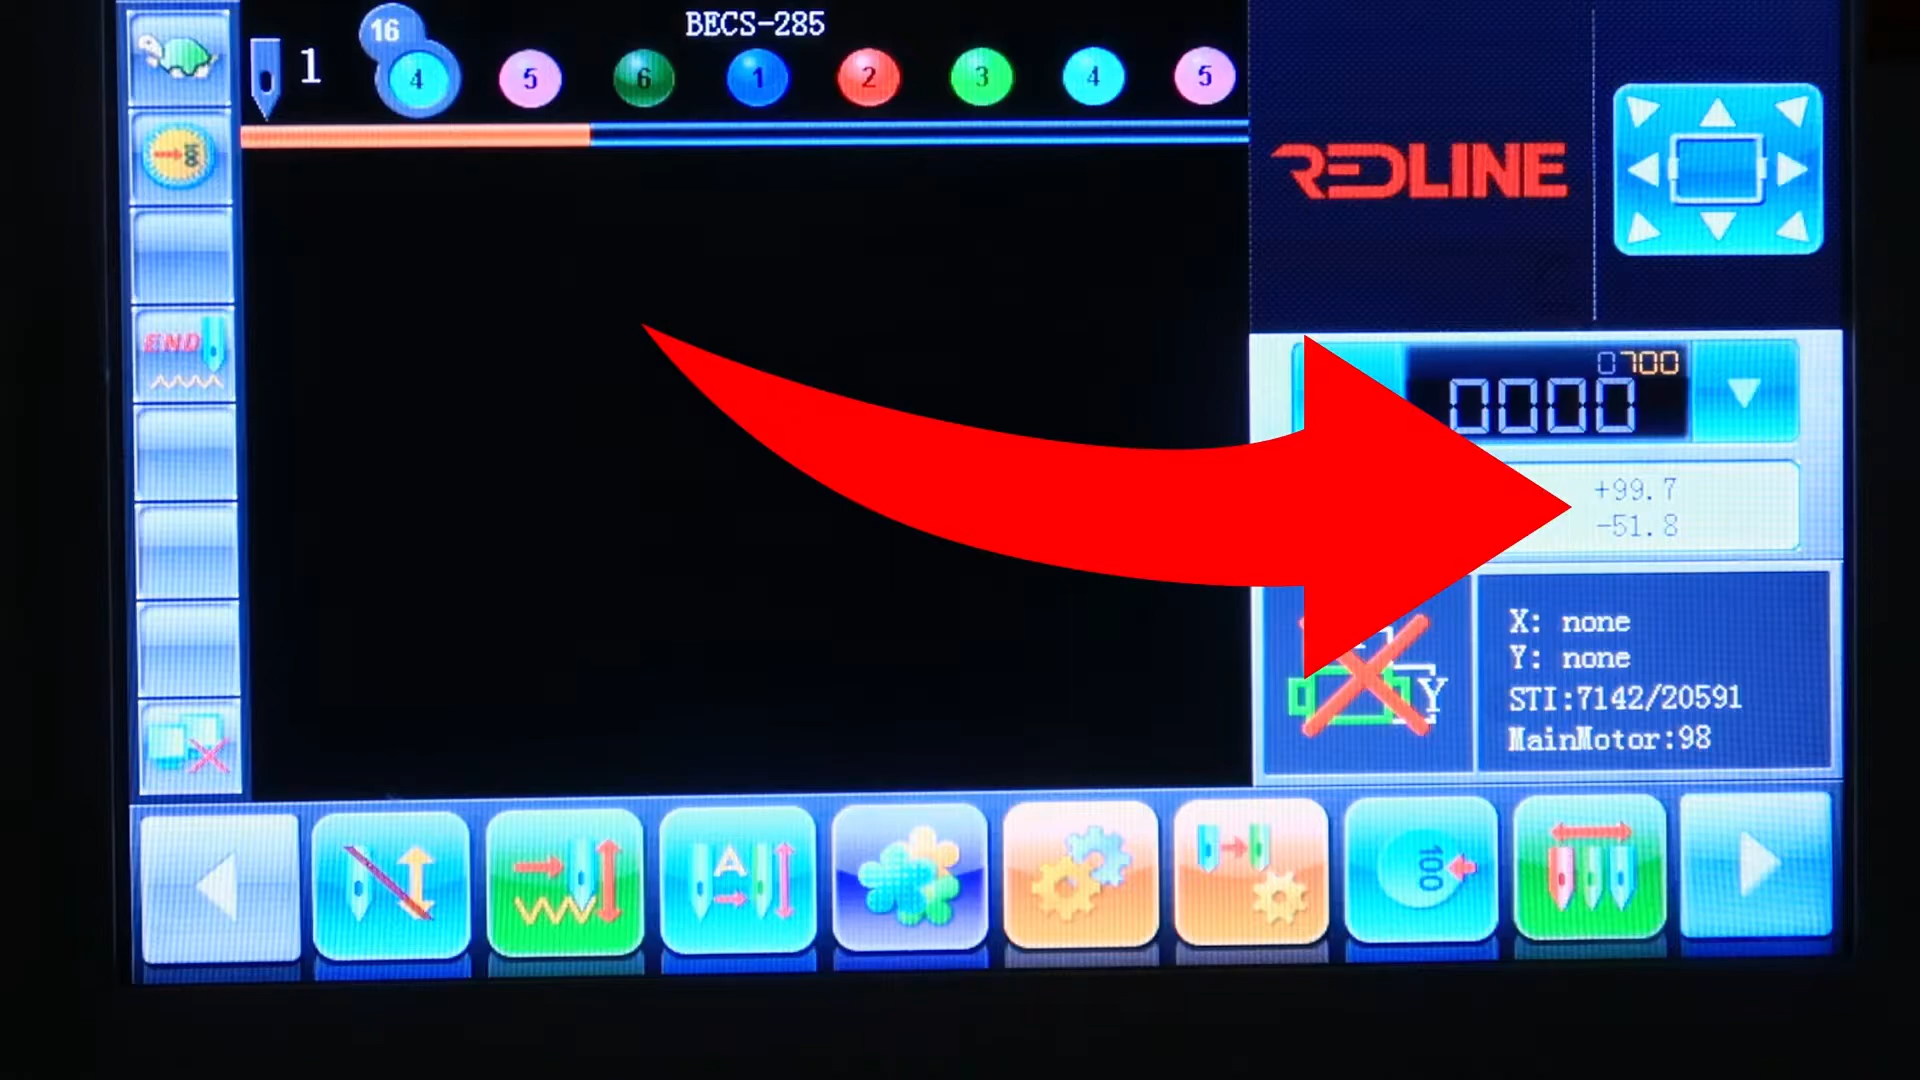 BECS-285
1
16
4 5 6 1 2 3 4 5
100
END
REDLINE
0700
0000
+99.7
-51.8
Y
X: none
Y: none
STI:7142/20591
MainMotor:98
A
100